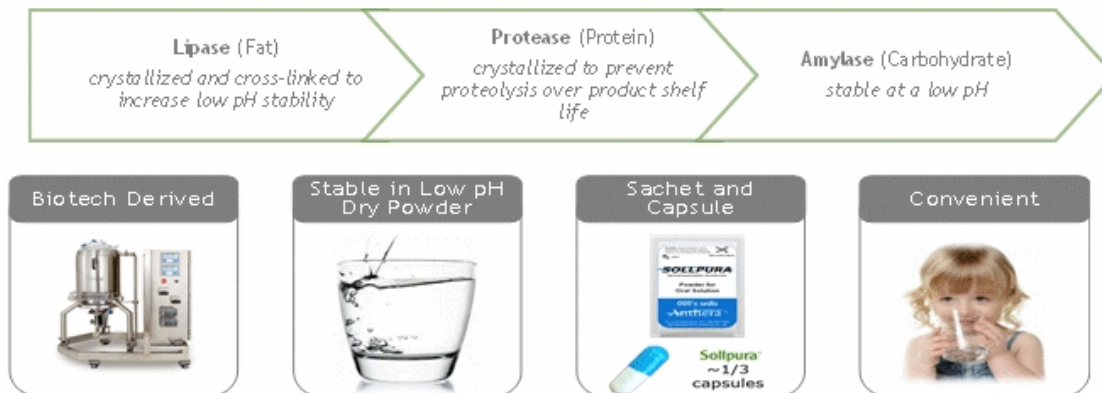 Lipase (Fat)
crystallized and cross-linked to
increase low pH stability
Protease (Protein)
crystallized to prevent
proteolysis over product shelf
life
Amylase (Carbohydrate)
stable at a low pH
Biotech Derived
Stable in Low pH
Dry Powder
Sachet and
Capsule
Convenient
SOLLPURA
Powder for
Oral Solution
Anthera
Sollpura
~1/3
capsules